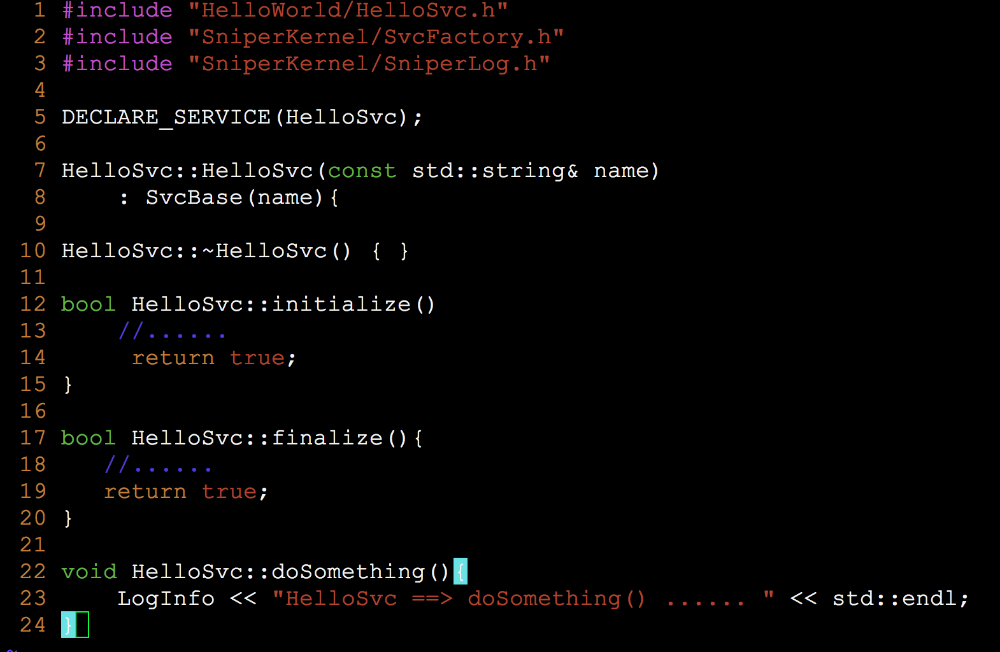 1 #include "HelloWorld/HelloSvc.h"
2 #include "SniperKernel/SvcFactory.h"
3 #include "SniperKernel/SniperLog.h"
4
5 DECLARE_SERVICE(HelloSvc);
6
7 HelloSvc::HelloSvc(const std::string& name)
8     : SvcBase(name){
9
10 HelloSvc::~HelloSvc() { }
11
12 bool HelloSvc::initialize()
13     //......
14      return true;
15 }
16
17 bool HelloSvc::finalize(){
18    //......
19    return true;
20 }
21
22 void HelloSvc::doSomething(){
23     LogInfo << "HelloSvc ==> doSomething() ...... " << std::endl;
24 }
~